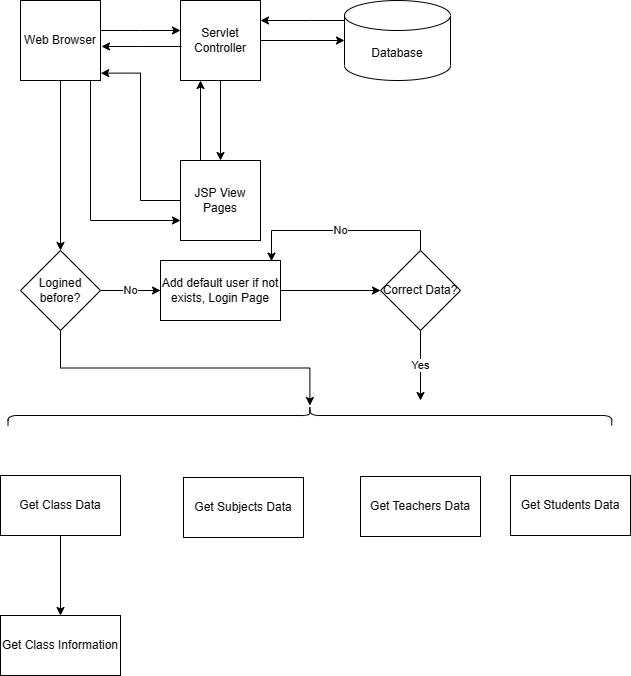 Web Browser
Servlet
Controller
Database
JSP View
Pages
No
Logined
before?
No
Add default user if not
exists, Login Page
Correct Data?
Yes
Get Class Data
Get Subjects Data
Get Teachers Data
Get Students Data
Get Class Information